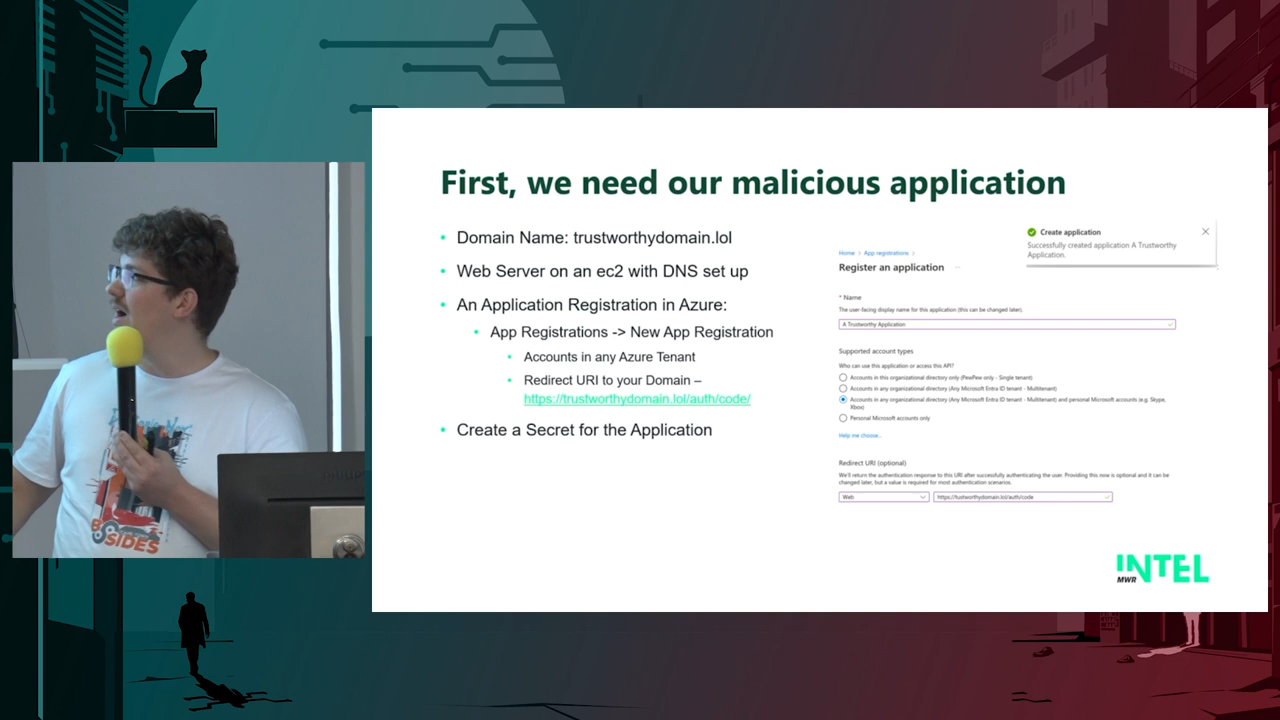 First, we need our malicious application
Domain Name: trustworthydomain.lol
Web Server on an ec2 with DNS set up
An Application Registration in Azure:
App Registrations -> New App Registration
Accounts in any Azure Tenant
Redirect URI to your Domain –
https://trustworthydomain.lol/auth/code/
Create a Secret for the Application
Create application
Successfully created application A Trustworthy
Application.
Home > App registrations >
Register an application ...
* Name
The user-facing display name for this application (this can be changed later).
A Trustworthy Application
Supported account types
Who can use this application or access this API?
Accounts in this organizational directory only (PewPew only - Single tenant)
Accounts in any organizational directory (Any Microsoft Entra ID tenant - Multitenant)
Accounts in any organizational directory (Any Microsoft Entra ID tenant - Multitenant) and personal Microsoft accounts (e.g. Skype,
Xbox)
Personal Microsoft accounts only
Help me choose...
Redirect URI (optional)
We'll return the authentication response to this URI after successfully authenticating the user. Providing this now is optional and it can be
changed later, but a value is required for most authentication scenarios.
Web
https://tustworthydomain.lol/auth/code
INTEL
MWR
BSIDES